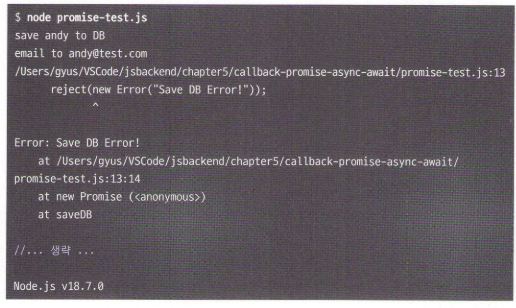 $ node promise-test.js
save andy to DB
email to andy@test.com
/Users/gyus/VSCode/jsbackend/chapter5/callback-promise-async-await/promise-test.js:13
reject(new Error("Save DB Error!"));
^
Error: Save DB Error!
at /Users/gyus/VSCode/jsbackend/chapter5/callback-promise-async-await/
promise-test.js:13:14
at new Promise (<anonymous>)
at saveDB
//... 생략 ...
Node.js v18.7.0